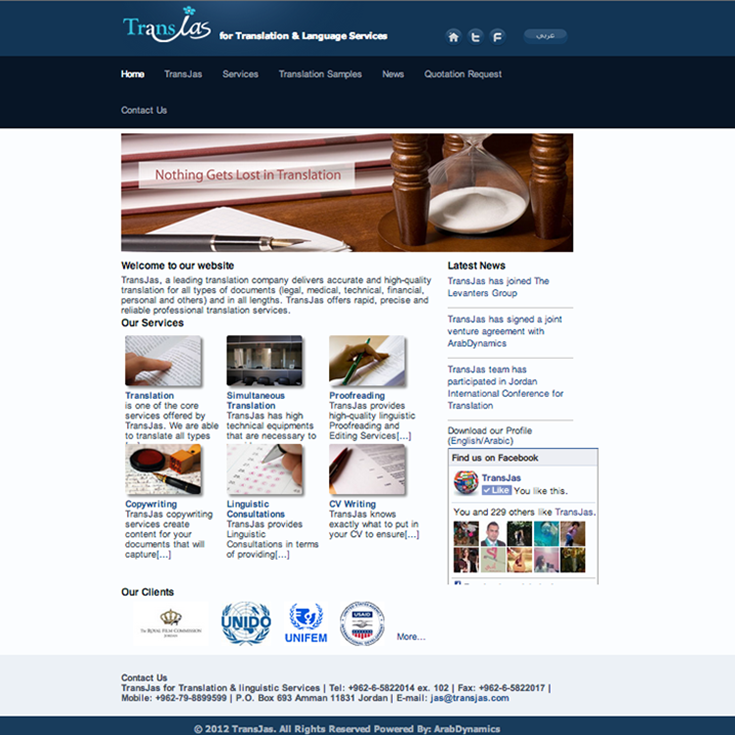 TransJas
for Translation & Language Services
عربي
Home TransJas Services Translation Samples News Quotation Request
Contact Us
Nothing Gets Lost in Translation
Welcome to our website
TransJas, a leading translation company delivers accurate and high-quality
translation for all types of documents (legal, medical, technical, financial,
personal and others) and in all lengths. TransJas offers rapid, precise and
reliable professional translation services.
Our Services
Translation
is one of the core
services offered by
TransJas. We are able
to translate all types
Simultaneous
Translation
TransJas has high
technical equipments
that are necessary to
Proofreading
TransJas provides
high-quality linguistic
Proofreading and
Editing Services[...]
Copywriting
TransJas copywriting
services create
content for your
documents that will
capture[...]
Linguistic
Consultations
TransJas provides
Linguistic
Consultations in terms
of providing[...]
CV Writing
TransJas knows
exactly what to put in
your CV to ensure[...]
Latest News
TransJas has joined The
Levanters Group
TransJas has signed a joint
venture agreement with
ArabDynamics
TransJas team has
participated in Jordan
International Conference for
Translation
Download our Profile
(English/Arabic)
Find us on Facebook
TransJas
Like You like this.
You and 229 others like TransJas.
Our Clients
The Royal Film Commission
JORDAN
UNIDO
UNIFEM
USAID
More...
Contact Us
TransJas for Translation & linguistic Services | Tel: +962-6-5822014 ex. 102 | Fax: +962-6-5822017 |
Mobile: +962-79-8899599 | P.O. Box 693 Amman 11831 Jordan | E-mail: jas@transjas.com
© 2012 TransJas. All Rights Reserved Powered By: ArabDynamics